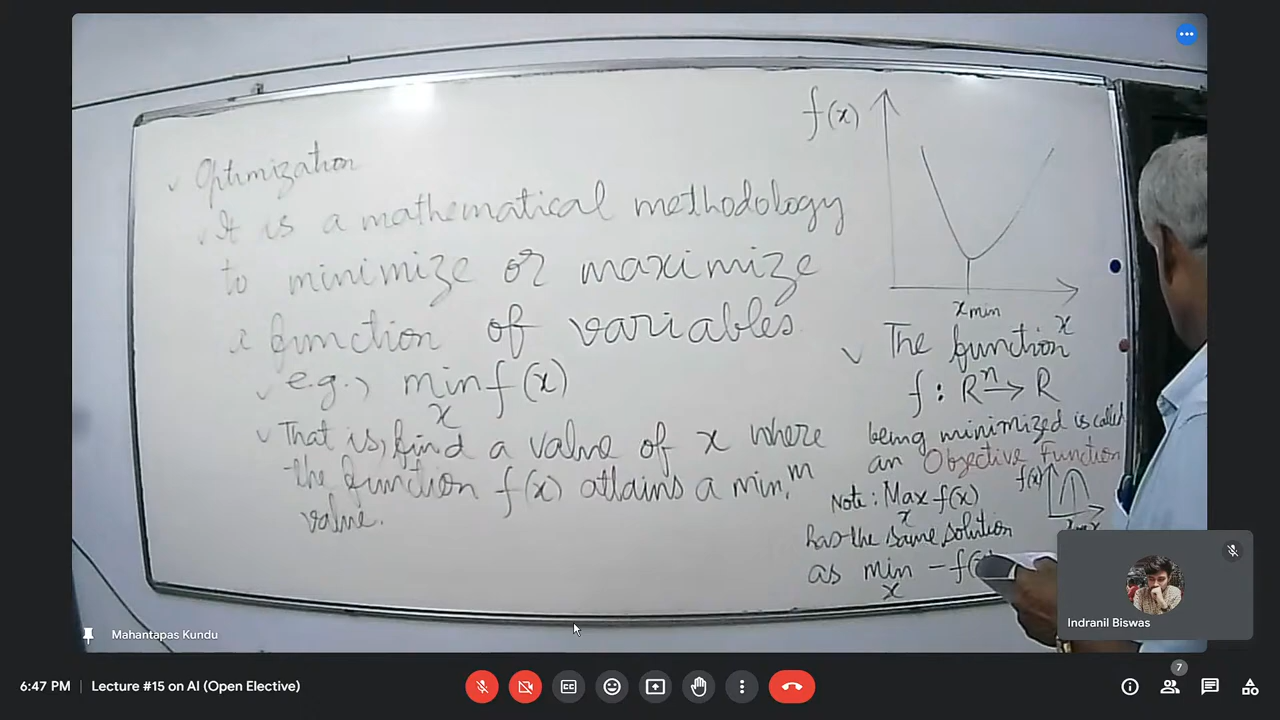 Optimization
It is a mathematical methodology
to minimize or maximize
a function of variables.
e.g., min f(x)
x
That is, find a value of x where
the function f(x) attains a min.m
value.
f(x)
xmin
x
The function
f : Rn → R
being minimized is called
an Objective Function
Note: Max f(x)
x
has the same solution
as min - f(
x
f(x)
x
Mahantapas Kundu
Indranil Biswas
6:47 PM | Lecture #15 on AI (Open Elective)
CC
7